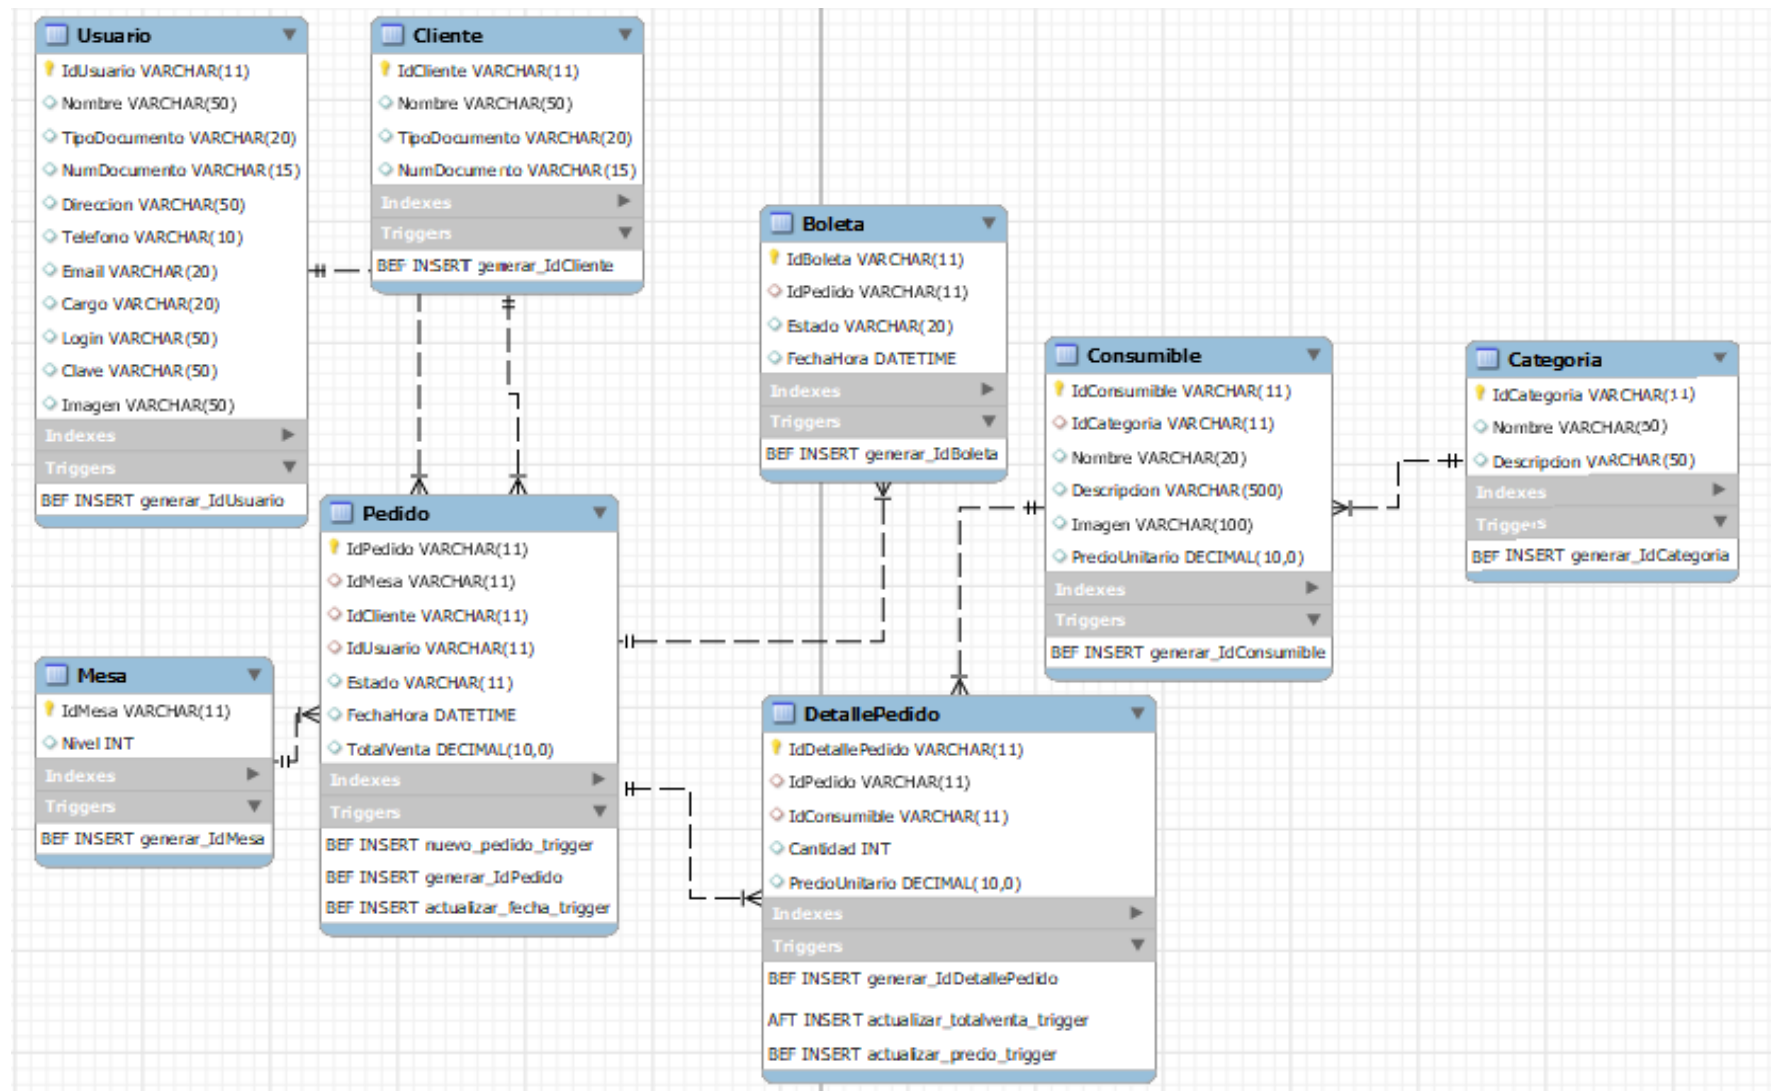 Usuario
IdUsuario VARCHAR(11)
Nombre VARCHAR(50)
TipoDocumento VARCHAR(20)
NumDocumento VARCHAR(15)
Direccion VARCHAR(50)
Telefono VARCHAR(10)
Email VARCHAR(20)
Cargo VARCHAR(20)
Login VARCHAR(50)
Clave VARCHAR(50)
Imagen VARCHAR(50)
Indexes
Triggers
BEF INSERT generar_IdUsuario
Cliente
IdCliente VARCHAR(11)
Nombre VARCHAR(50)
TipoDocumento VARCHAR(20)
NumDocumento VARCHAR(15)
Indexes
Triggers
BEF INSERT generar_IdCliente
Boleta
IdBoleta VARCHAR(11)
IdPedido VARCHAR(11)
Estado VARCHAR(20)
FechaHora DATETIME
Indexes
Triggers
BEF INSERT generar_IdBoleta
Consumible
IdConsumible VARCHAR(11)
IdCategoria VARCHAR(11)
Nombre VARCHAR(20)
Descripcion VARCHAR(500)
Imagen VARCHAR(100)
PrecioUnitario DECIMAL(10,0)
Indexes
Triggers
BEF INSERT generar_IdConsumible
Categoria
IdCategoria VARCHAR(11)
Nombre VARCHAR(50)
Descripcion VARCHAR(50)
Indexes
Triggers
BEF INSERT generar_IdCategoria
Pedido
IdPedido VARCHAR(11)
IdMesa VARCHAR(11)
IdCliente VARCHAR(11)
IdUsuario VARCHAR(11)
Estado VARCHAR(11)
FechaHora DATETIME
TotalVenta DECIMAL(10,0)
Indexes
Triggers
BEF INSERT nuevo_pedido_trigger
BEF INSERT generar_IdPedido
BEF INSERT actualizar_fecha_trigger
Mesa
IdMesa VARCHAR(11)
Nivel INT
Indexes
Triggers
BEF INSERT generar_IdMesa
DetallePedido
IdDetallePedido VARCHAR(11)
IdPedido VARCHAR(11)
IdConsumible VARCHAR(11)
Cantidad INT
PrecioUnitario DECIMAL(10,0)
Indexes
Triggers
BEF INSERT generar_IdDetallePedido
AFT INSERT actualizar_totalventa_trigger
BEF INSERT actualizar_precio_trigger